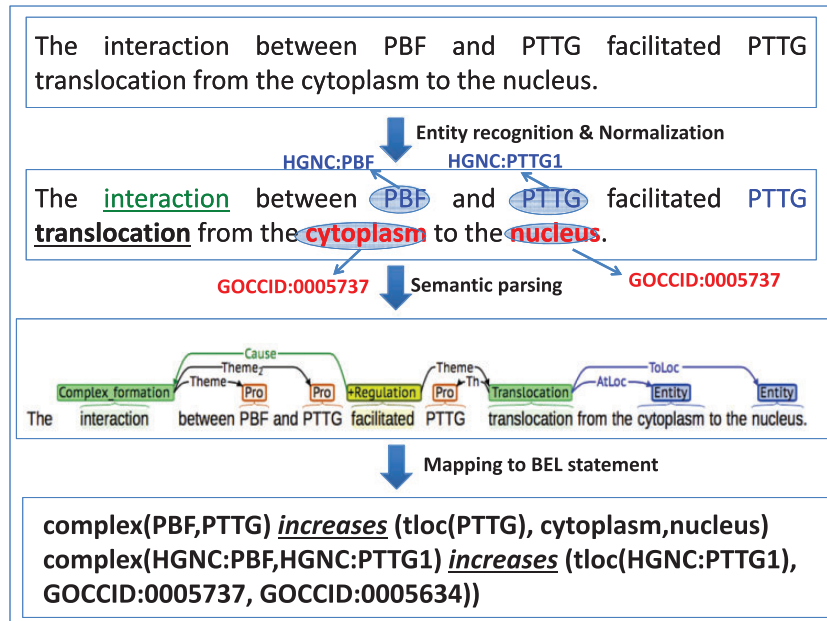 The interaction between PBF and PTTG facilitated PTTG
translocation from the cytoplasm to the nucleus.
Entity recognition & Normalization
HGNC:PBF HGNC:PTTG1
The interaction between PBF and PTTG facilitated PTTG
translocation from the cytoplasm to the nucleus.
GOCCID:0005737 GOCCID:0005737
Semantic parsing
Cause
Theme2 Theme ToLoc
Theme Th AtLoc
Complex_formation Pro Pro +Regulation Pro Translocation Entity Entity
The interaction between PBF and PTTG facilitated PTTG translocation from the cytoplasm to the nucleus.
Mapping to BEL statement
complex(PBF,PTTG) increases (tloc(PTTG), cytoplasm,nucleus)
complex(HGNC:PBF,HGNC:PTTG1) increases (tloc(HGNC:PTTG1),
GOCCID:0005737, GOCCID:0005634))